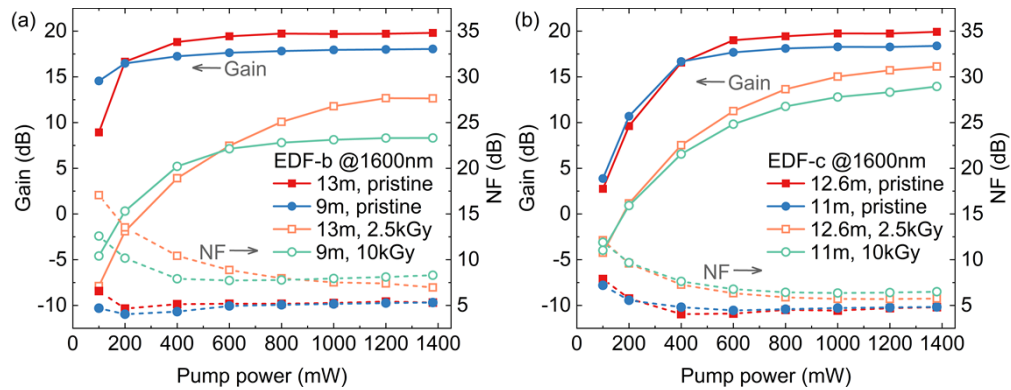 (a)
Gain (dB)
20
15
10
5
0
-5
-10
Gain
EDF-b @1600nm
13m, pristine
9m, pristine
13m, 2.5kGy
9m, 10kGy
NF
35
30
25
20
15
10
5
NF (dB)
0 200 400 600 800 1000 1200 1400
Pump power (mW)
(b)
Gain (dB)
20
15
10
5
0
-5
-10
Gain
EDF-c @1600nm
12.6m, pristine
11m, pristine
12.6m, 2.5kGy
11m, 10kGy
NF
35
30
25
20
15
10
5
NF (dB)
0 200 400 600 800 1000 1200 1400
Pump power (mW)